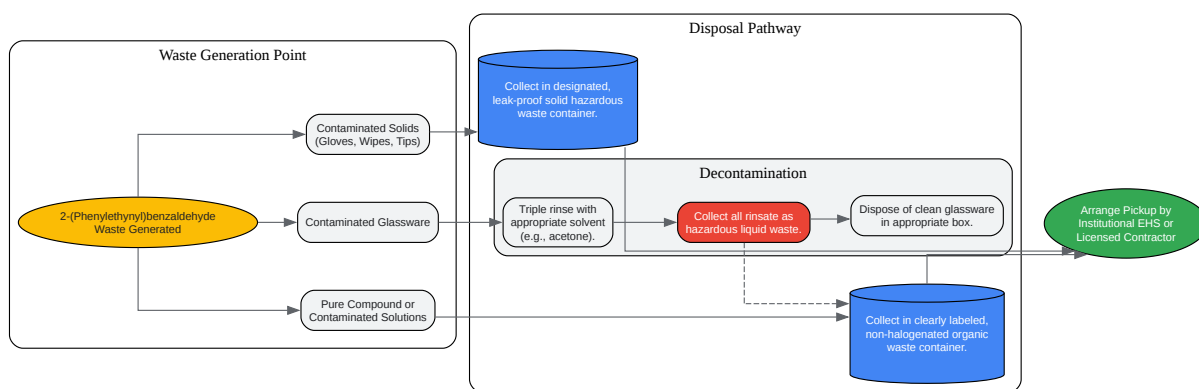 Waste Generation Point
Disposal Pathway
Collect in designated,
leak-proof solid hazardous
waste container.
Contaminated Solids
(Gloves, Wipes, Tips)
Decontamination
2-(Phenylethynyl)benzaldehyde
Waste Generated
Contaminated Glassware
Triple rinse with
appropriate solvent
(e.g., acetone).
Collect all rinsate as
hazardous liquid waste.
Dispose of clean glassware
in appropriate box.
Arrange Pickup by
Institutional EHS or
Licensed Contractor
Pure Compound or
Contaminated Solutions
Collect in clearly labeled,
non-halogenated organic
waste container.